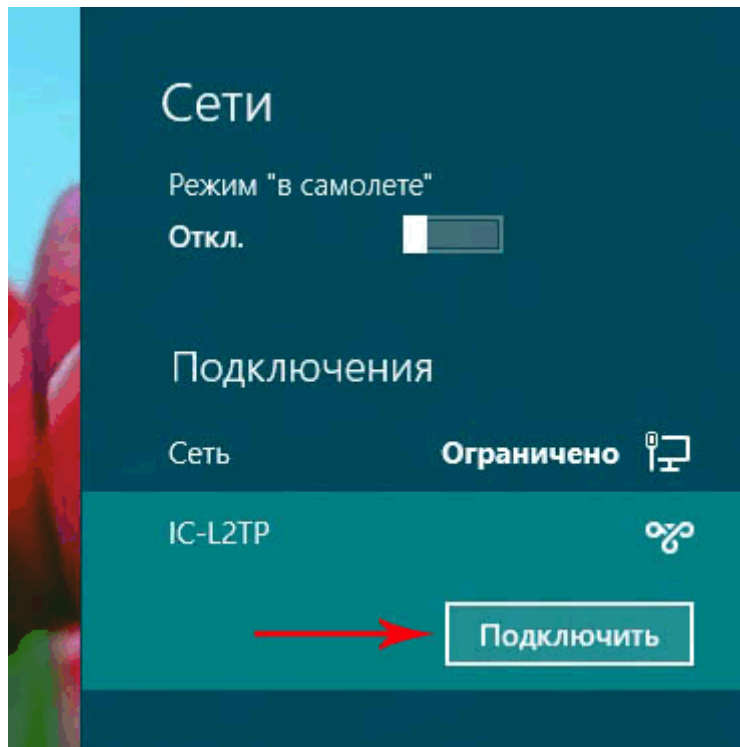 Сети
Режим "в самолете"
Откл.
Подключения
Сеть Ограничено
IC-L2TP
Подключить